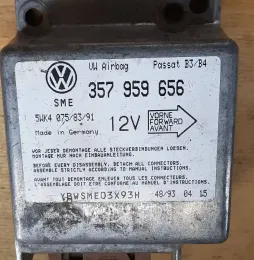 VW Airbag Passat B3/B4
357 959 656
SME
5WK4 075/83/91
Made in Germany
12V
VORNE
FORWARD
AVANT
VOR JEDER DEMONTAGE ALLE STECKVERBINDUNGEN LOESEN.
MONTAGE NUR NACH EINBAUANLEITUNG.
BEFORE EVERY DISASSEMBLY DETACH ALL CONNECTORS.
ASSEMBLE STRICTLY ACCORDING TO MANUAL INSTRUCTIONS.
AVANT TOUT DEMONTAGE ENLEVER TOUS LES CONNECTEURS.
L'ASSEMBLAGE DOIT ETRE CONFORME AU MANUEL D'INSTRUCTIONS.
YBWSME03X93H 48/93 04 15